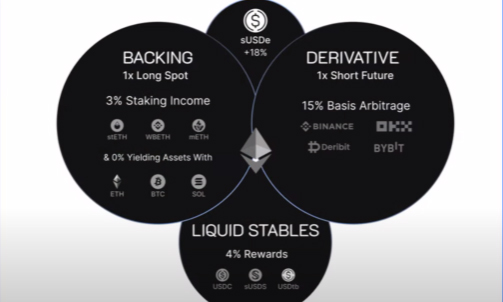 sUSDe
+18%
BACKING
1x Long Spot
3% Staking Income
stETH WBETH mETH
& 0% Yielding Assets With
ETH BTC SOL
DERIVATIVE
1x Short Future
15% Basis Arbitrage
BINANCE OKX
Deribit BYBIT
LIQUID STABLES
4% Rewards
USDC sUSDS USDtb